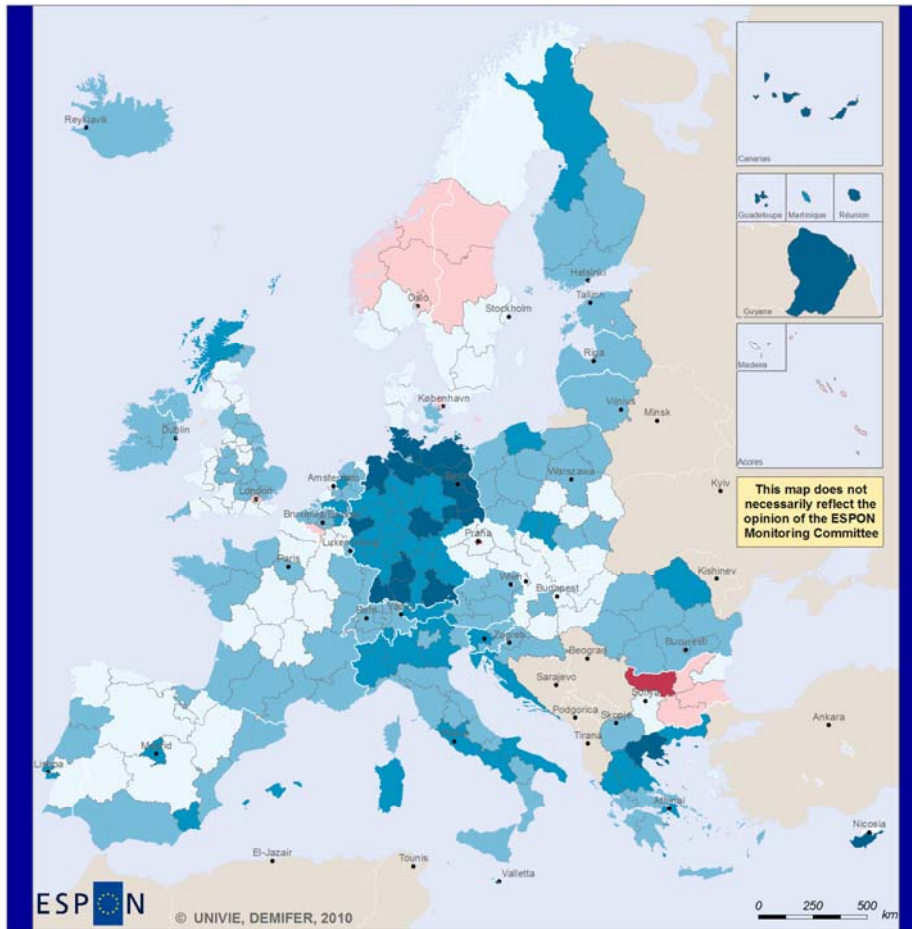 Reykjavik
Canarias
Guadeloupe
Martinique
Réunion
Guyane
Madeira
Acores
This map does not
necessarily reflect the
opinion of the ESPON
Monitoring Committee
Oslo
Stockholm
Helsinki
Tallinn
Riga
Vilnius
Minsk
København
Dublin
London
Amsterdam
Warszawa
Kyiv
Paris
Praha
Kishinev
Wien
Budapest
Bern
Zagreb
Bucuresti
Beograd
Sarajevo
Podgorica
Skopje
Tirana
Ankara
Madrid
Lisboa
Athinai
Nicosia
El-Jazair
Tounis
Valletta
ESPON
© UNIVIE, DEMIFER, 2010
0 250 500 km